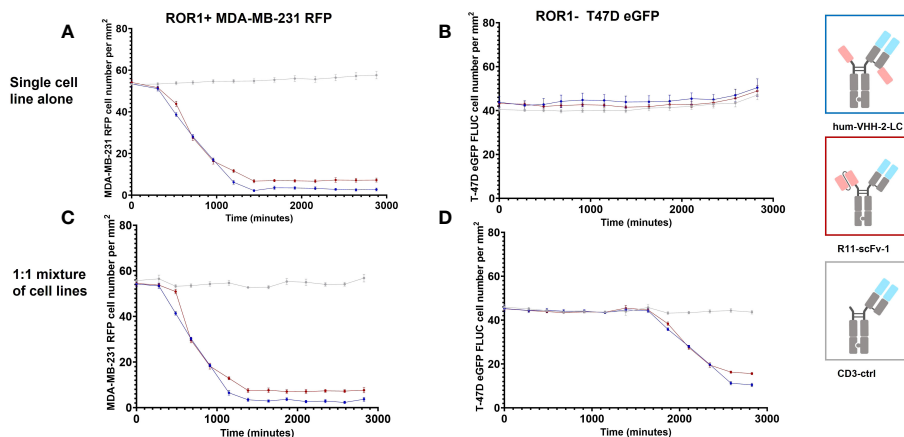 ROR1+ MDA-MB-231 RFP
ROR1- T47D eGFP
A
B
Single cell
line alone
MDA-MB-231 RFP cell number per mm2
80
60
40
20
0
0 1000 2000 3000
Time (minutes)
T-47D eGFP FLUC cell number per mm2
80
60
40
20
0
0 1000 2000 3000
Time (minutes)
hum-VHH-2-LC
C
D
1:1 mixture
of cell lines
MDA-MB-231 RFP cell number per mm2
80
60
40
20
0
0 1000 2000 3000
Time (minutes)
T-47D eGFP FLUC cell number per mm2
80
60
40
20
0
0 1000 2000 3000
Time (minutes)
R11-scFv-1
CD3-ctrl